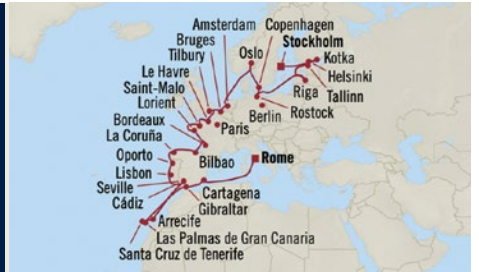 Amsterdam
Copenhagen
Bruges
Oslo
Stockholm
Tilbury
Kotka
Le Havre
Helsinki
Saint-Malo
Riga
Tallinn
Lorient
Berlin
Rostock
Bordeaux
Paris
La Coruña
Oporto
Bilbao
Rome
Lisbon
Seville
Cartagena
Cádiz
Gibraltar
Arrecife
Las Palmas de Gran Canaria
Santa Cruz de Tenerife